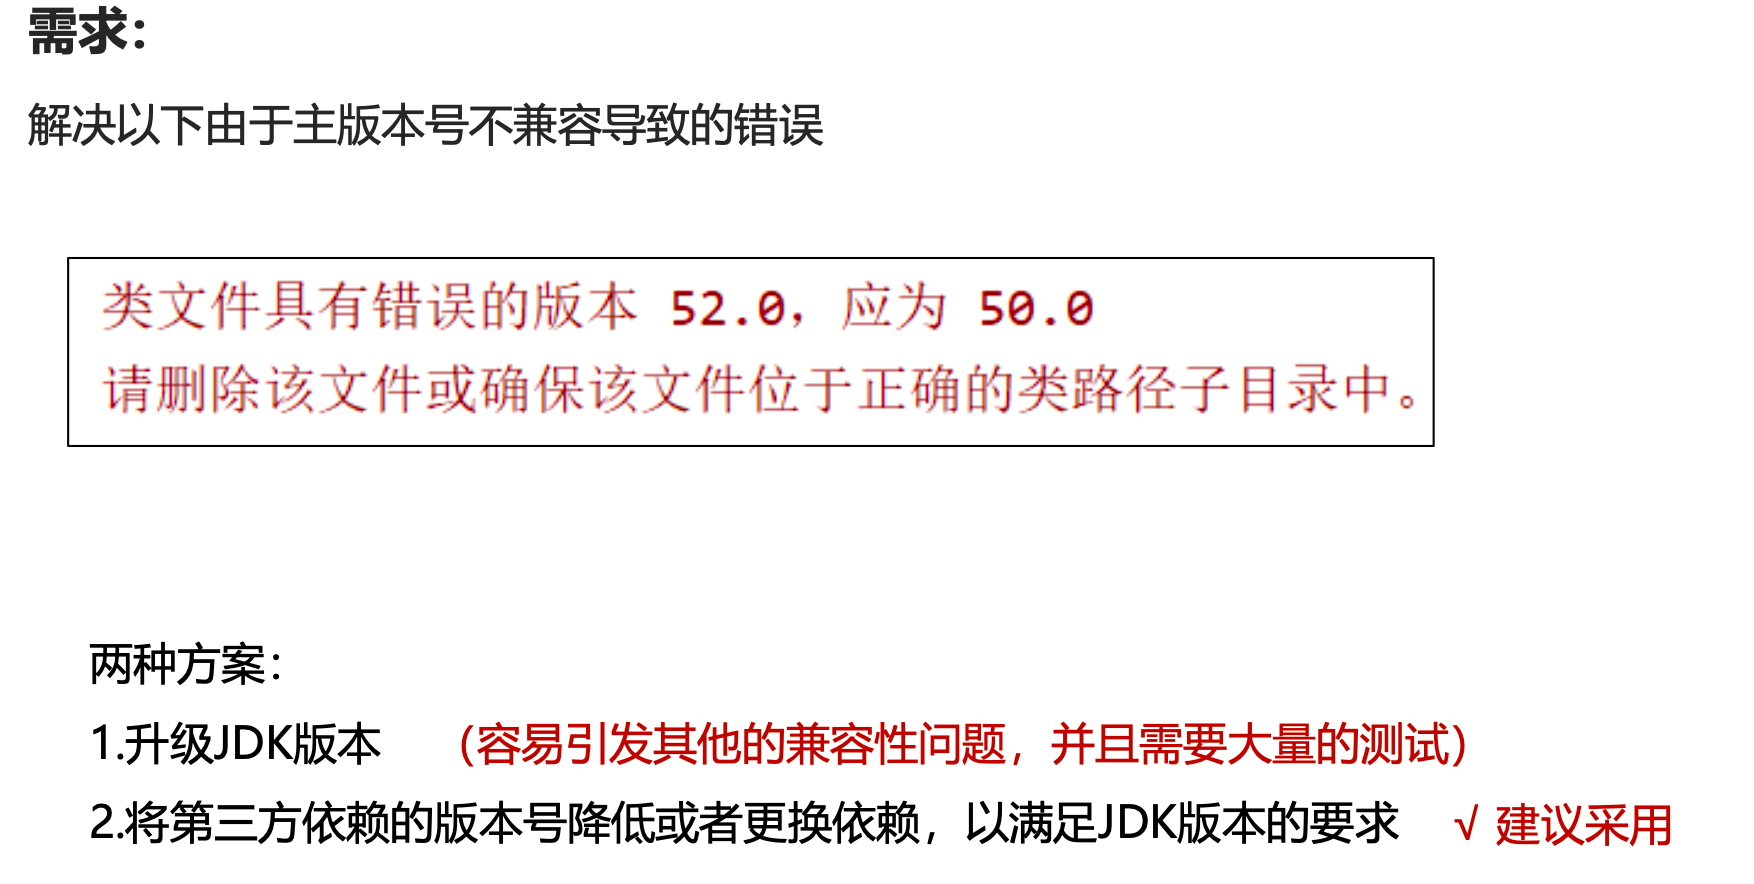 需求：
解决以下由于主版本号不兼容导致的错误
类文件具有错误的版本 52.0，应为 50.0
请删除该文件或确保该文件位于正确的类路径子目录中。
两种方案：
1.升级JDK版本 （容易引发其他的兼容性问题，并且需要大量的测试）
2.将第三方依赖的版本号降低或者更换依赖，以满足JDK版本的要求 √ 建议采用